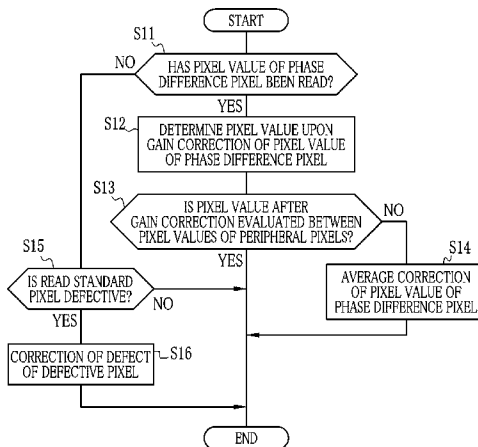 START
S11
NO
HAS PIXEL VALUE OF PHASE
DIFFERENCE PIXEL BEEN READ?
YES
S12
DETERMINE PIXEL VALUE UPON
GAIN CORRECTION OF PIXEL VALUE
OF PHASE DIFFERENCE PIXEL
S13
IS PIXEL VALUE AFTER
GAIN CORRECTION EVALUATED BETWEEN
PIXEL VALUES OF PERIPHERAL PIXELS?
NO
YES
S14
AVERAGE CORRECTION
OF PIXEL VALUE OF
PHASE DIFFERENCE PIXEL
S15
IS READ STANDARD
PIXEL DEFECTIVE?
NO
YES
S16
CORRECTION OF DEFECT
OF DEFECTIVE PIXEL
END